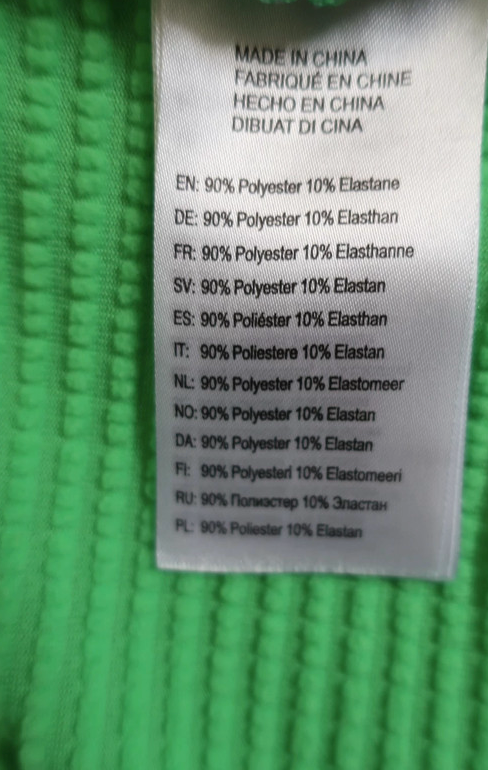 MADE IN CHINA
FABRIQUÉ EN CHINE
HECHO EN CHINA
DIBUAT DI CINA
EN: 90% Polyester 10% Elastane
DE: 90% Polyester 10% Elasthan
FR: 90% Polyester 10% Elasthanne
SV: 90% Polyester 10% Elastan
ES: 90% Poliéster 10% Elasthan
IT: 90% Poliestere 10% Elastan
NL: 90% Polyester 10% Elastomeer
NO: 90% Polyester 10% Elastan
DA: 90% Polyester 10% Elastan
FI: 90% Polyesteri 10% Elastomeeri
RU: 90% Полиэстер 10% Эластан
PL: 90% Poliester 10% Elastan